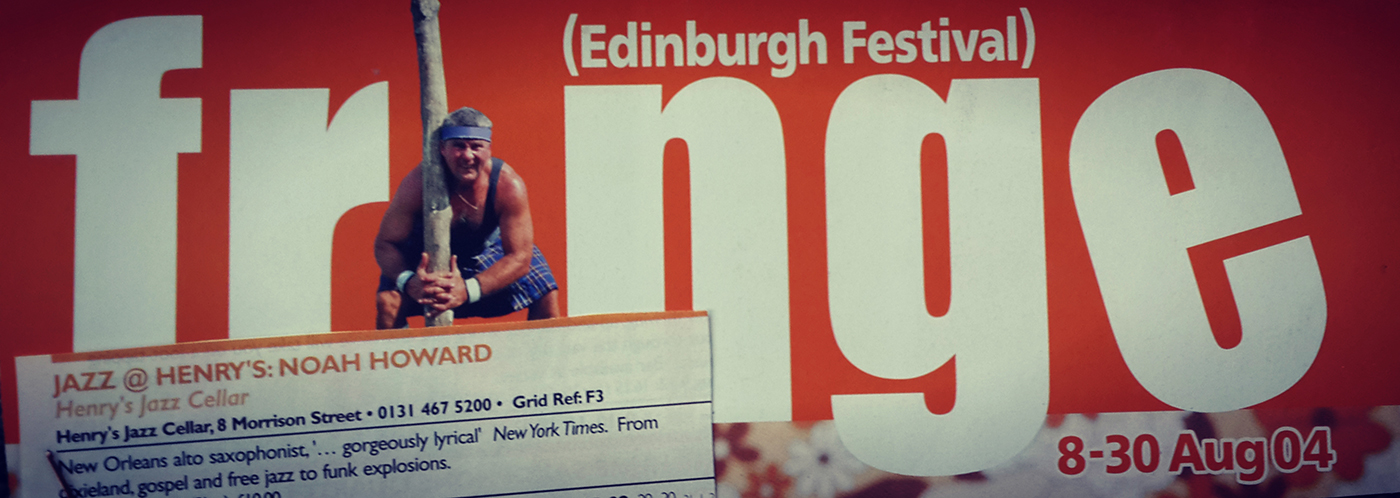 (Edinburgh Festival)
fringe
JAZZ @ HENRY'S: NOAH HOWARD
Henry's Jazz Cellar
Henry's Jazz Cellar, 8 Morrison Street • 0131 467 5200 • Grid Ref: F3
New Orleans alto saxophonist, '... gorgeously lyrical' New York Times. From
dixieland, gospel and free jazz to funk explosions.
8-30 Aug 04